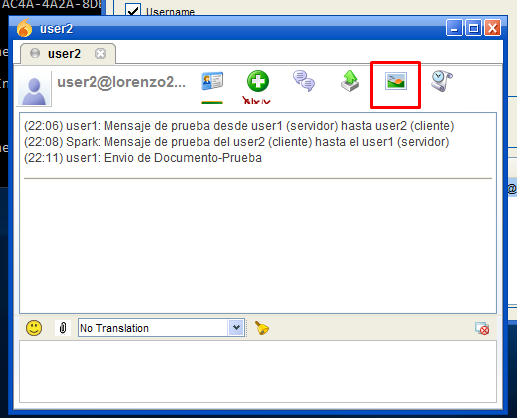 AC4A-4A2A-8DE
Username
user2
user2
user2@lorenzo2...
(22:06) user1: Mensaje de prueba desde user1 (servidor) hasta user2 (cliente)
(22:08) Spark: Mensaje de prueba del user2 (cliente) hasta el user1 (servidor)
(22:11) user1: Envio de Documento-Prueba
No Translation
@